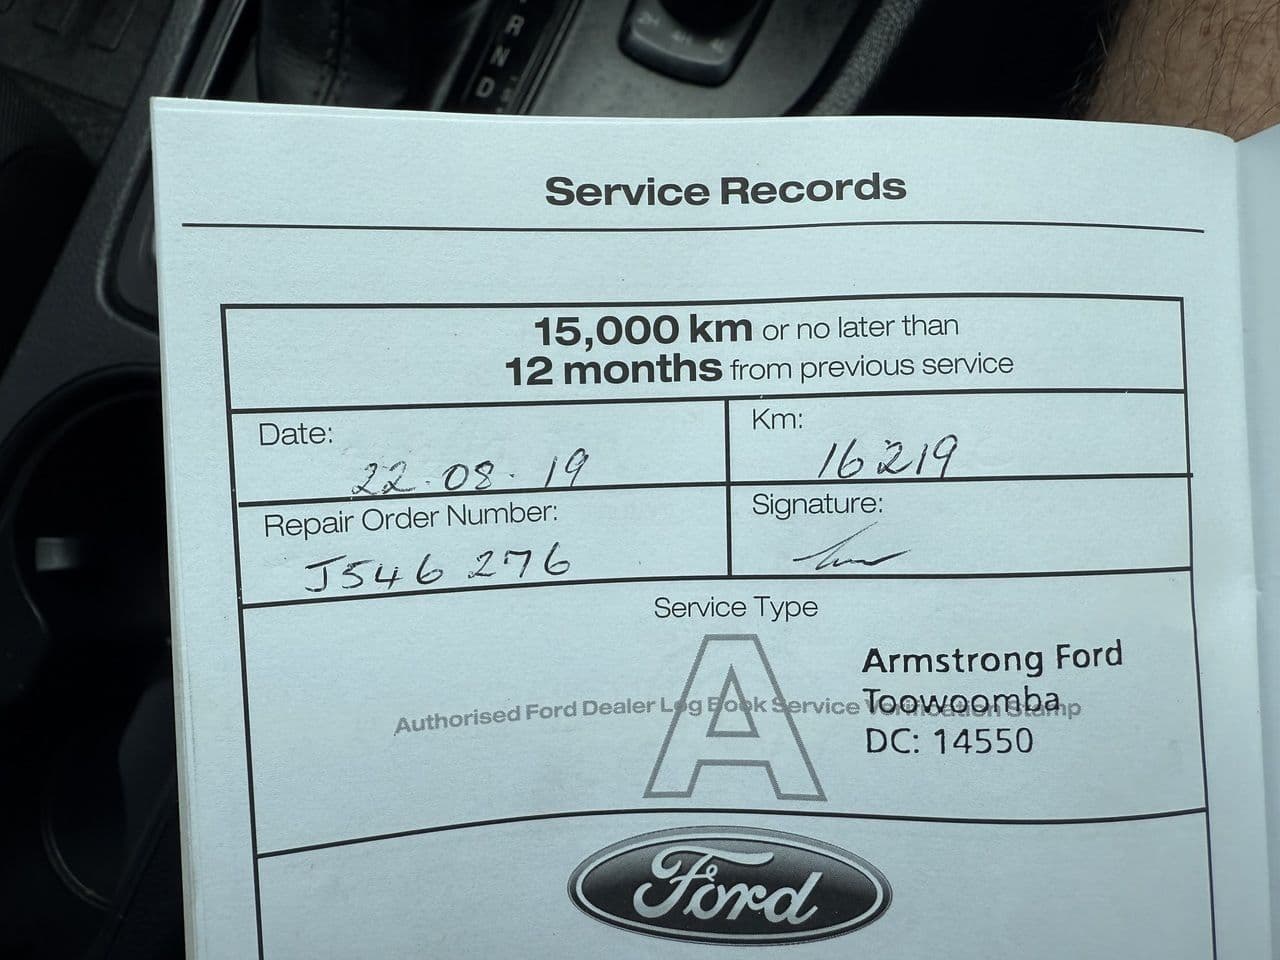 R
N
D
Service Records
15,000 km or no later than
12 months from previous service
Date:
22.08.19
Km:
16219
Repair Order Number:
J546276
Signature:
Service Type
A
Authorised Ford Dealer Log Book Service Verification Stamp
Armstrong Ford
Toowoomba
DC: 14550
Ford